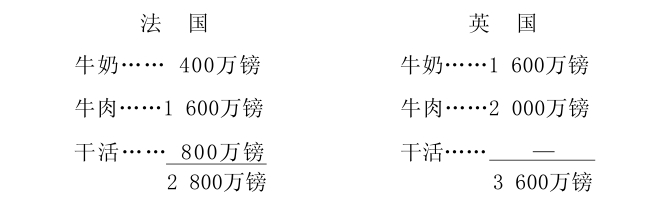 法 国 英 国
牛奶…… 400万镑 牛奶……1 600万镑
牛肉……1 600万镑 牛肉……2 000万镑
干活…… 800万镑 干活…… —
2 800万镑 3 600万镑